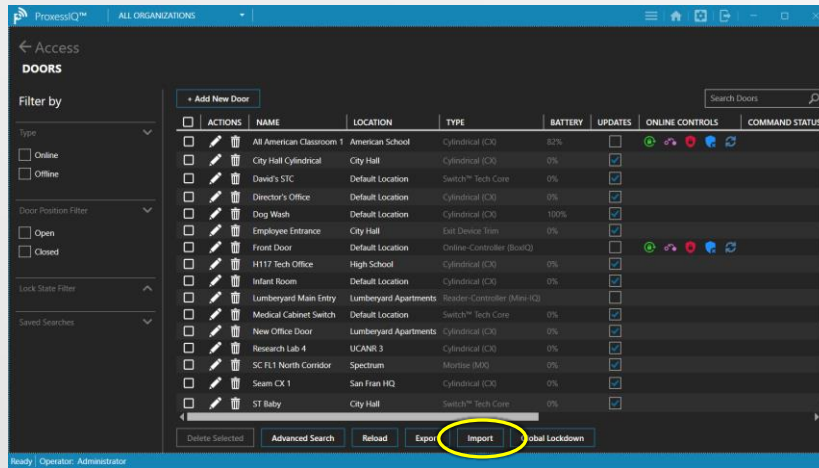 ProxessIQ™ ALL ORGANIZATIONS
Access
DOORS
Filter by
Type
Online
Offline
Door Position Filter
Open
Closed
Lock State Filter
Saved Searches
+ Add New Door Search Doors
ACTIONS NAME LOCATION TYPE BATTERY UPDATES ONLINE CONTROLS COMMAND STATUS
All American Classroom 1 American School Cylindrical (CX) 82%
City Hall Cylindrical City Hall Cylindrical (CX) 0%
David's STC Default Location Switch™ Tech Core 0%
Director's Office Default Location Cylindrical (CX) 0%
Dog Wash Default Location Cylindrical (CX) 100%
Employee Entrance City Hall Exit Device Trim 0%
Front Door Default Location Online-Controller (BoxIQ)
H117 Tech Office High School Cylindrical (CX) 0%
Infant Room Default Location Cylindrical (CX) 0%
Lumberyard Main Entry Lumberyard Apartments Reader-Controller (Mini-IQ)
Medical Cabinet Switch Default Location Switch™ Tech Core 0%
New Office Door Lumberyard Apartments Cylindrical (CX) 0%
Research Lab 4 UCANR 3 Cylindrical (CX) 0%
SC FL1 North Corridor Spectrum Mortise (MX) 0%
Seam CX 1 San Fran HQ Cylindrical (CX) 0%
ST Baby City Hall Switch™ Tech Core 0%
Delete Selected Advanced Search Reload Export Import Global Lockdown
Ready Operator: Administrator